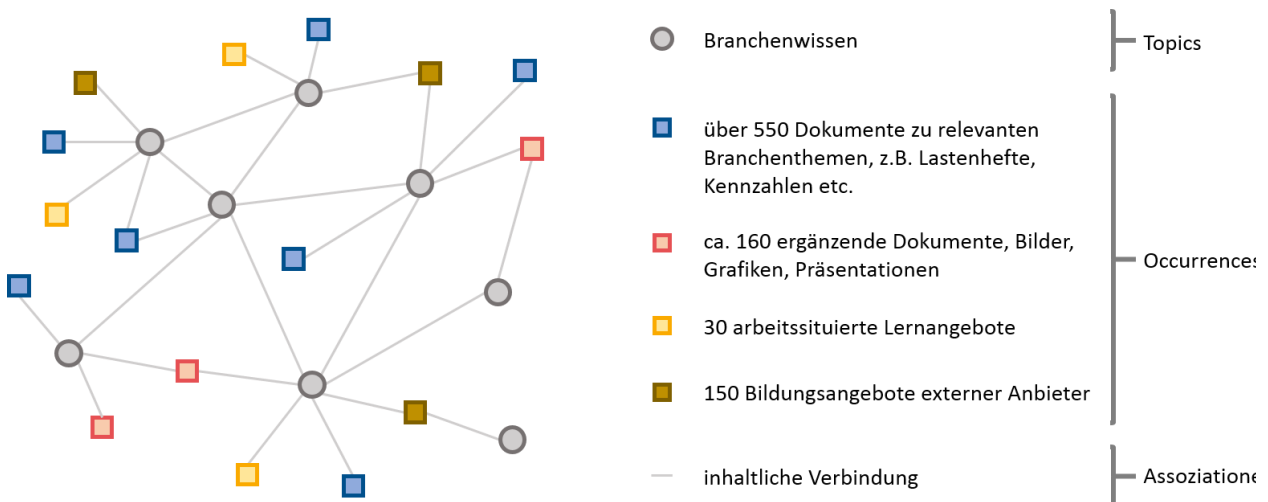 Branchenwissen
Topics
über 550 Dokumente zu relevanten
Branchenthemen, z.B. Lastenhefte,
Kennzahlen etc.
ca. 160 ergänzende Dokumente, Bilder,
Grafiken, Präsentationen
Occurrences
30 arbeitssituierte Lernangebote
150 Bildungsangebote externer Anbieter
inhaltliche Verbindung
Assoziatione